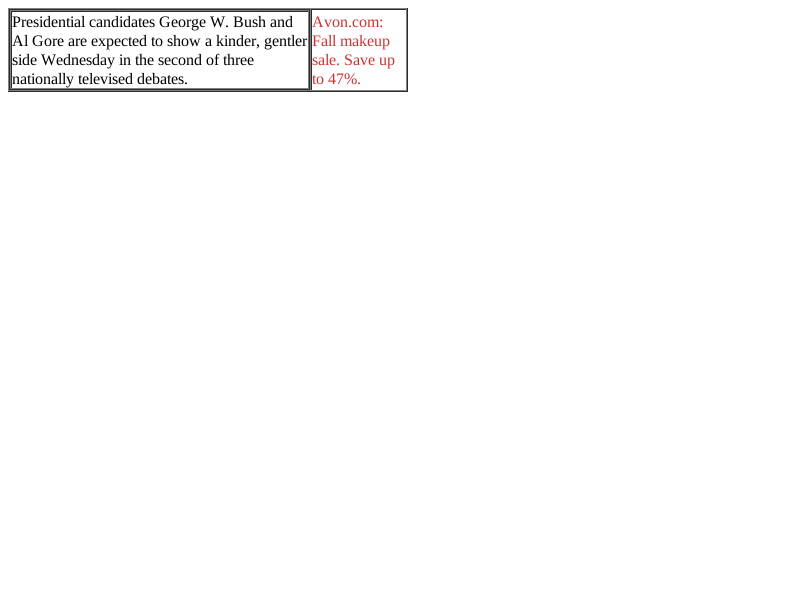 Presidential candidates George W. Bush and
Al Gore are expected to show a kinder, gentler
side Wednesday in the second of three
nationally televised debates.
Avon.com:
Fall makeup
sale. Save up
to 47%.